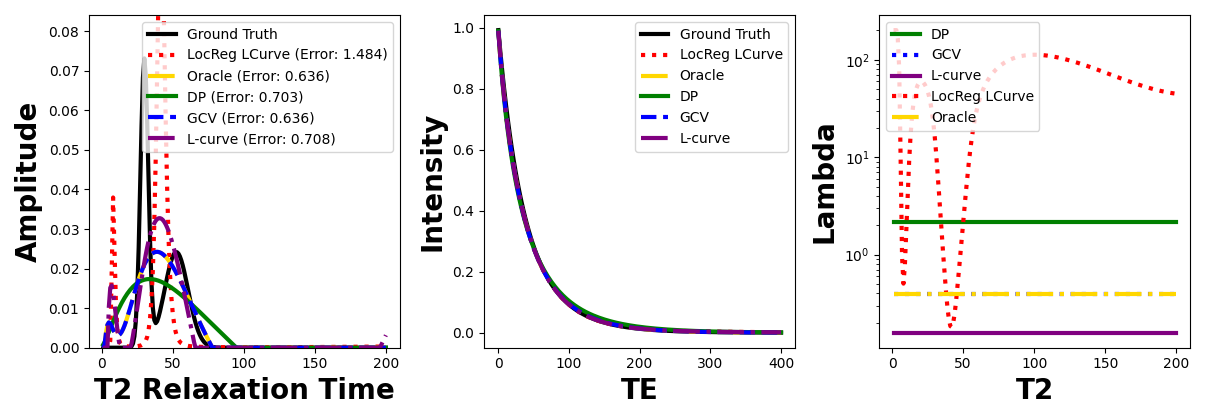 Amplitude
0.00
0.01
0.02
0.03
0.04
0.05
0.06
0.07
0.08
Ground Truth
LocReg LCurve (Error: 1.484)
Oracle (Error: 0.636)
DP (Error: 0.703)
GCV (Error: 0.636)
L-curve (Error: 0.708)
0 50 100 150 200
T2 Relaxation Time
Intensity
0.0
0.2
0.4
0.6
0.8
1.0
Ground Truth
LocReg LCurve
Oracle
DP
GCV
L-curve
0 100 200 300 400
TE
Lambda
10⁰
10¹
10²
DP
GCV
L-curve
LocReg LCurve
Oracle
0 50 100 150 200
T2